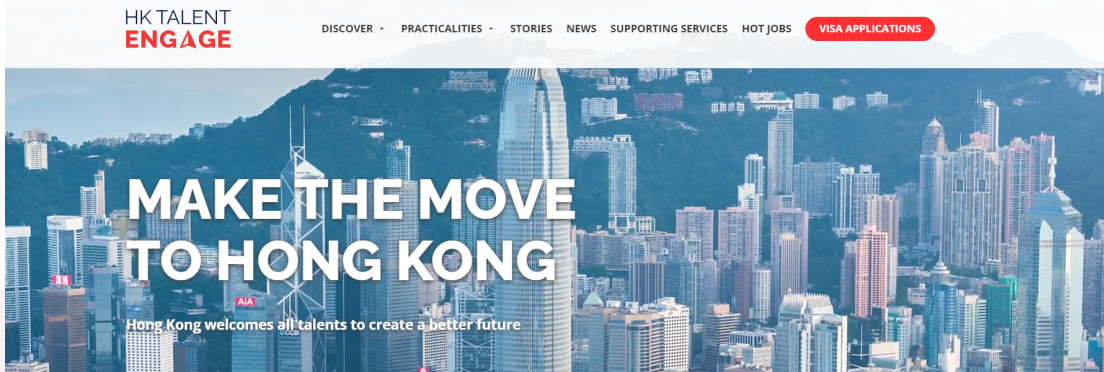 HK TALENT
ENGAGE
DISCOVER
PRACTICALITIES
STORIES
NEWS
SUPPORTING SERVICES
HOT JOBS
VISA APPLICATIONS
MAKE THE MOVE
TO HONG KONG
AIA
Hong Kong welcomes all talents to create a better future